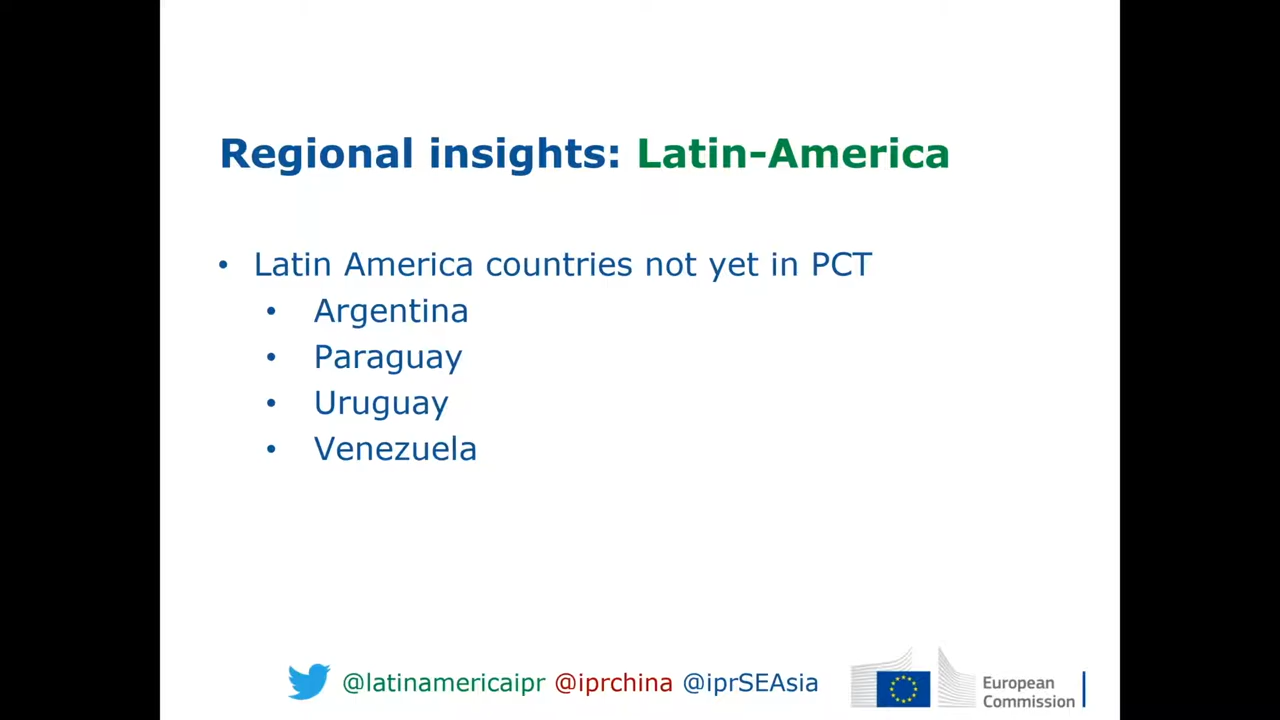 Regional insights: Latin-America
• Latin America countries not yet in PCT
• Argentina
• Paraguay
• Uruguay
• Venezuela
@latinamericaipr @iprchina @iprSEAsia
European
Commission